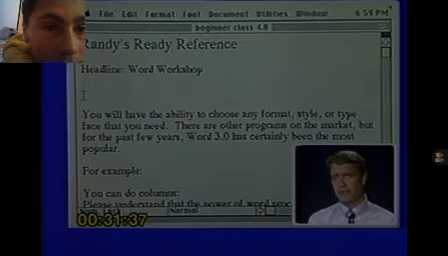 File Edit Format Font Document Utilities Window 6:59 PM
beginner class 4.0
Randy's Ready Reference
Headline: Word Workshop
You will have the ability to choose any format, style, or type
face that you need. There are other programs on the market, but
for the past few years, Word 3.0 has certainly been the most
popular.
For example:
You can do columns:
Please understand that the power of word
Normal
00:31:37